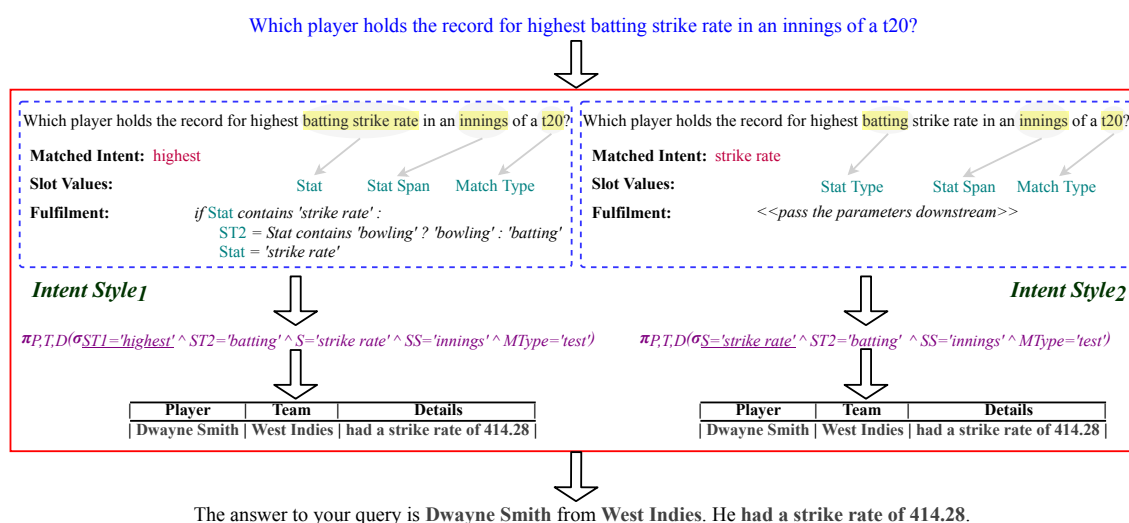 Which player holds the record for highest batting strike rate in an innings of a t20?
Which player holds the record for highest batting strike rate in an innings of a t20?
Matched Intent: highest
Slot Values:
Stat Stat Span Match Type
Fulfilment: if Stat contains 'strike rate' :
ST2 = Stat contains 'bowling' ? 'bowling' : 'batting'
Stat = 'strike rate'
Intent Style1
πP,T,D(σST1='highest' ^ ST2='batting' ^ S='strike rate' ^ SS='innings' ^ MType='test')
| Player | Team | Details |
| Dwayne Smith | West Indies | had a strike rate of 414.28 |
Which player holds the record for highest batting strike rate in an innings of a t20?
Matched Intent: strike rate
Slot Values:
Stat Type Stat Span Match Type
Fulfilment: <<pass the parameters downstream>>
Intent Style2
πP,T,D(σS='strike rate' ^ ST2='batting' ^ SS='innings' ^ MType='test')
| Player | Team | Details |
| Dwayne Smith | West Indies | had a strike rate of 414.28 |
The answer to your query is Dwayne Smith from West Indies. He had a strike rate of 414.28.